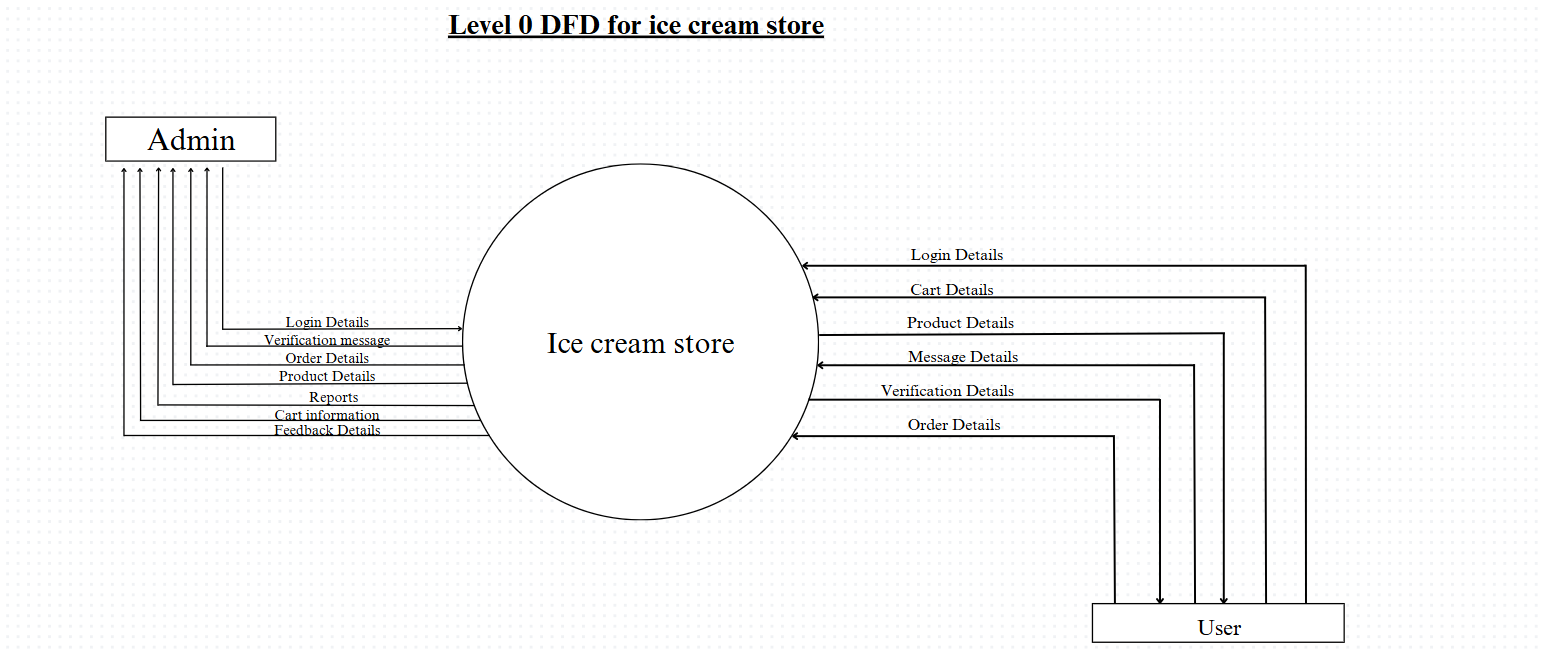 Level 0 DFD for ice cream store
Admin
Login Details
Verification message
Order Details
Product Details
Reports
Cart information
Feedback Details
Ice cream store
Login Details
Cart Details
Product Details
Message Details
Verification Details
Order Details
User